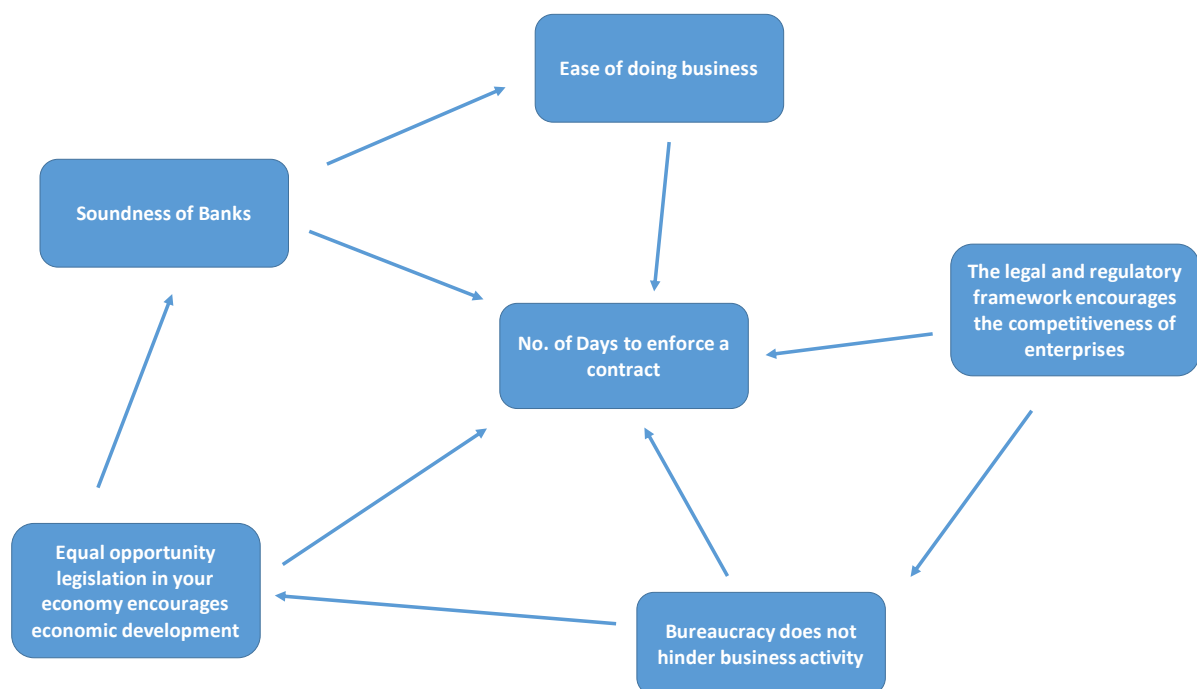 Ease of doing business
Soundness of Banks
The legal and regulatory
framework encourages
the competitiveness of
enterprises
No. of Days to enforce a
contract
Equal opportunity
legislation in your
economy encourages
economic development
Bureaucracy does not
hinder business activity